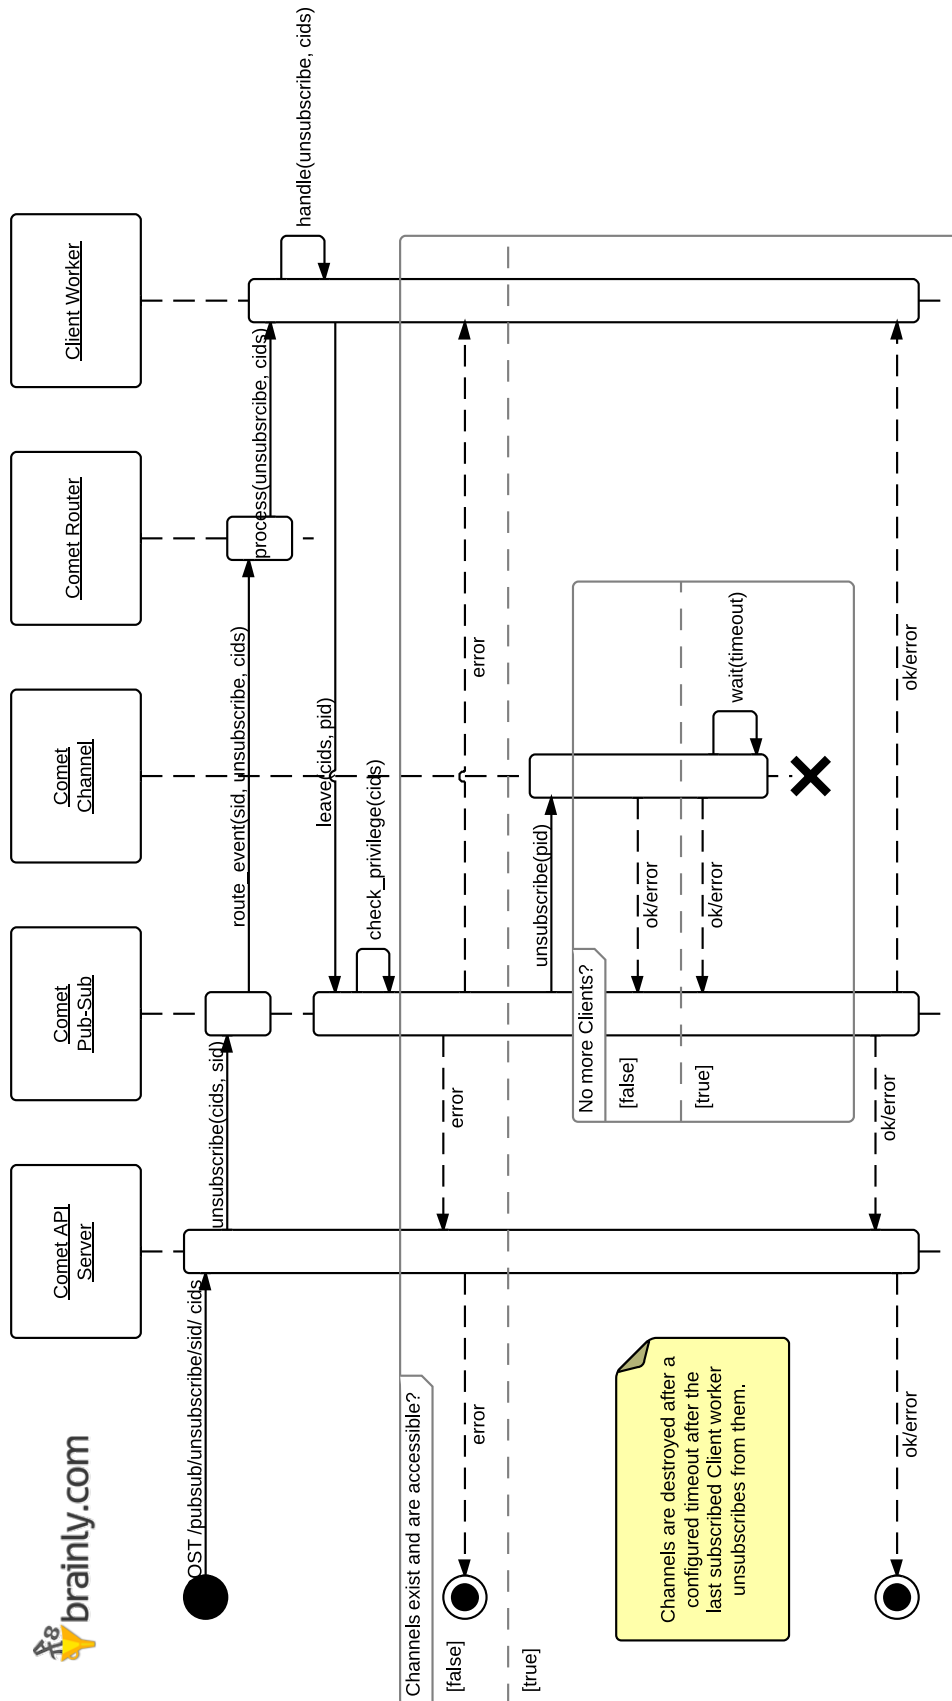 brainly.com
Comet API
Server
Comet
Pub-Sub
Comet
Channel
Comet Router
Client Worker
OST /pubsub/unsubscribe/sid/ cids
unsubscribe(cids, sid)
route_event(sid, unsubscribe, cids)
process(unsubsrcibe, cids)
handle(unsubscribe, cids)
leave(cids, pid)
check_privilege(cids)
Channels exist and are accessible?
[false]
error
error
error
[true]
unsubscribe(pid)
No more Clients?
[false]
ok/error
[true]
ok/error
wait(timeout)
Channels are destroyed after a
configured timeout after the
last subscribed Client worker
unsubscribes from them.
ok/error
ok/error
ok/error